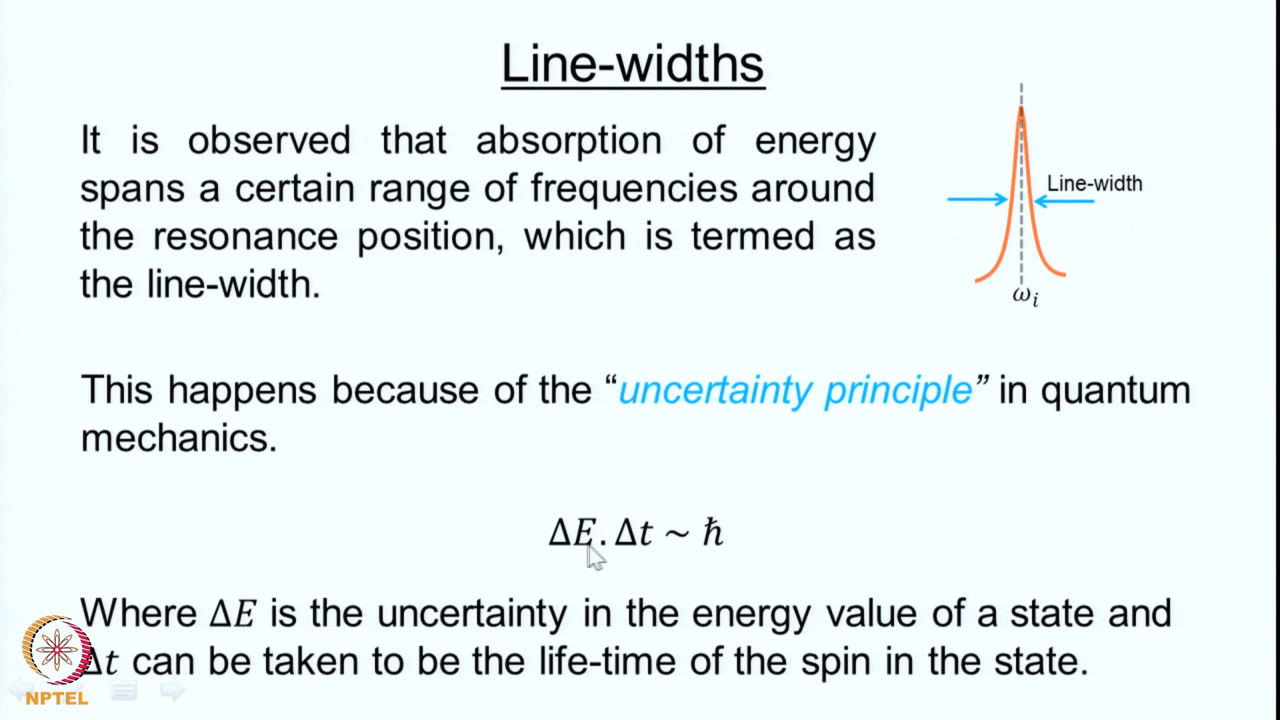 Line-widths
It is observed that absorption of energy
spans a certain range of frequencies around
the resonance position, which is termed as
the line-width.
Line-width
ωᵢ
This happens because of the “uncertainty principle” in quantum
mechanics.
ΔE. Δt ~ ℏ
Where ΔE is the uncertainty in the energy value of a state and
Δt can be taken to be the life-time of the spin in the state.
NPTEL